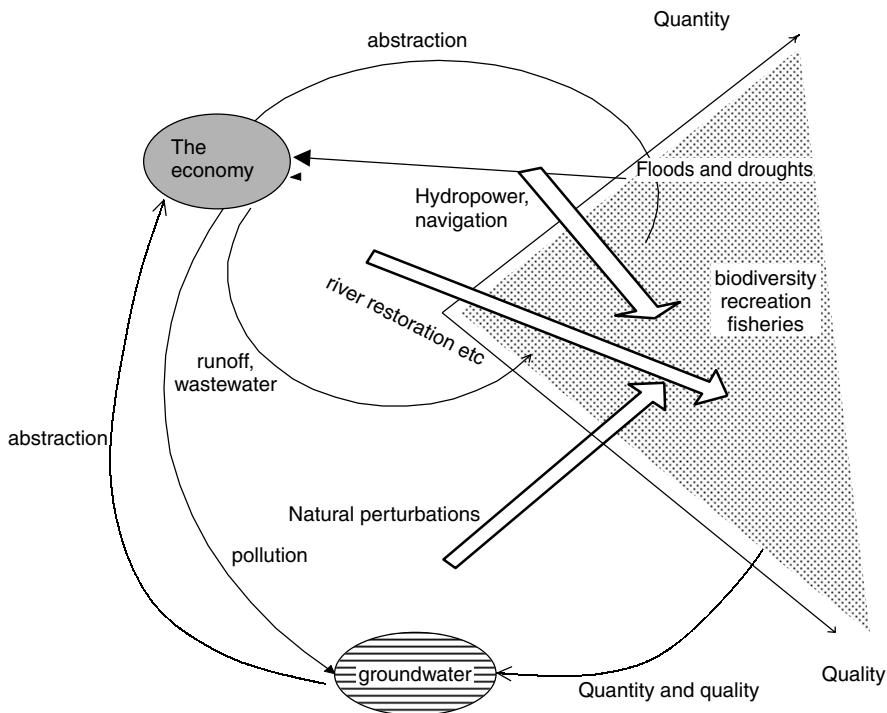 Quantity
abstraction
The
economy
Floods and droughts
Hydropower,
navigation
biodiversity
recreation
fisheries
river restoration etc
runoff,
wastewater
abstraction
Natural perturbations
pollution
groundwater
Quantity and quality
Quality